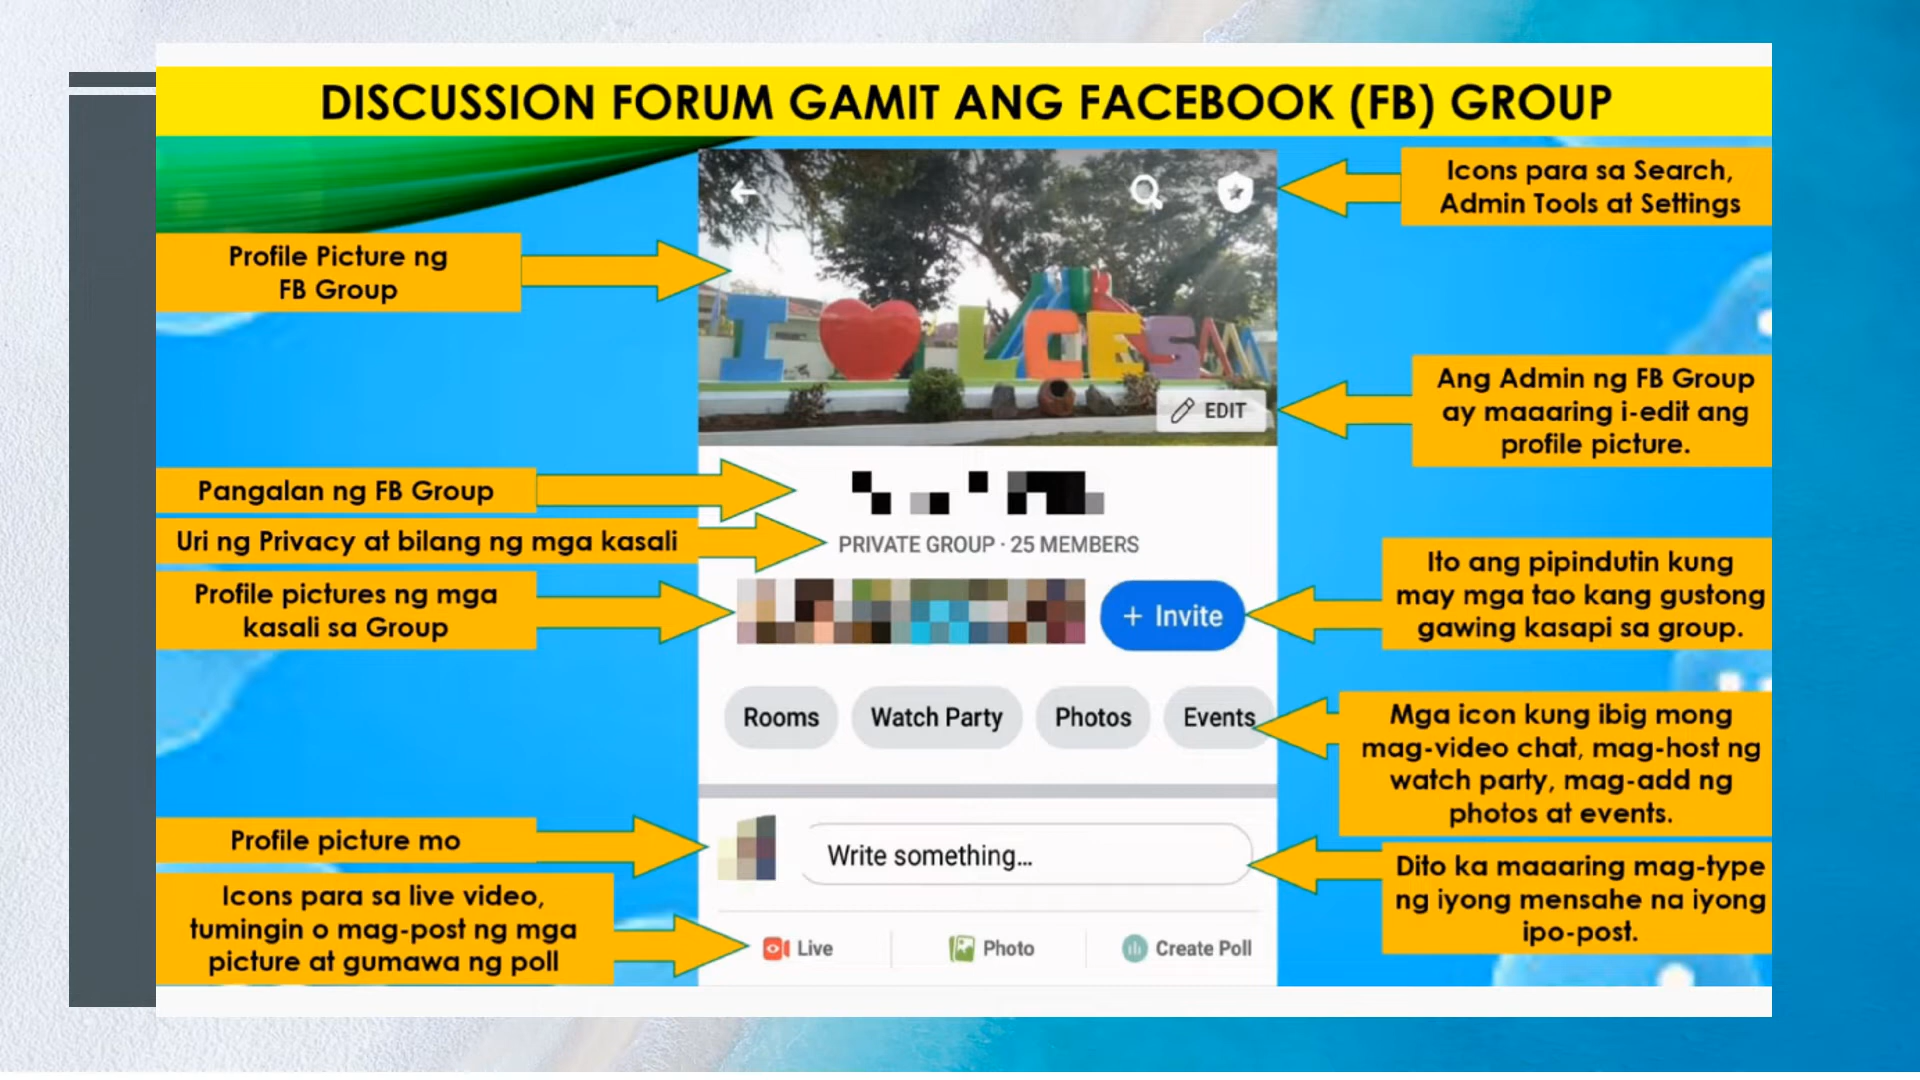 DISCUSSION FORUM GAMIT ANG FACEBOOK (FB) GROUP
Icons para sa Search,
Admin Tools at Settings
Profile Picture ng
FB Group
I LCESAM
EDIT
Ang Admin ng FB Group
ay maaaring i-edit ang
profile picture.
Pangalan ng FB Group
Uri ng Privacy at bilang ng mga kasali
PRIVATE GROUP · 25 MEMBERS
Profile pictures ng mga
kasali sa Group
+ Invite
Ito ang pipindutin kung
may mga tao kang gustong
gawing kasapi sa group.
Rooms
Watch Party
Photos
Events
Mga icon kung ibig mong
mag-video chat, mag-host ng
watch party, mag-add ng
photos at events.
Profile picture mo
Write something...
Dito ka maaaring mag-type
ng iyong mensahe na iyong
ipo-post.
Icons para sa live video,
tumingin o mag-post ng mga
picture at gumawa ng poll
Live
Photo
Create Poll